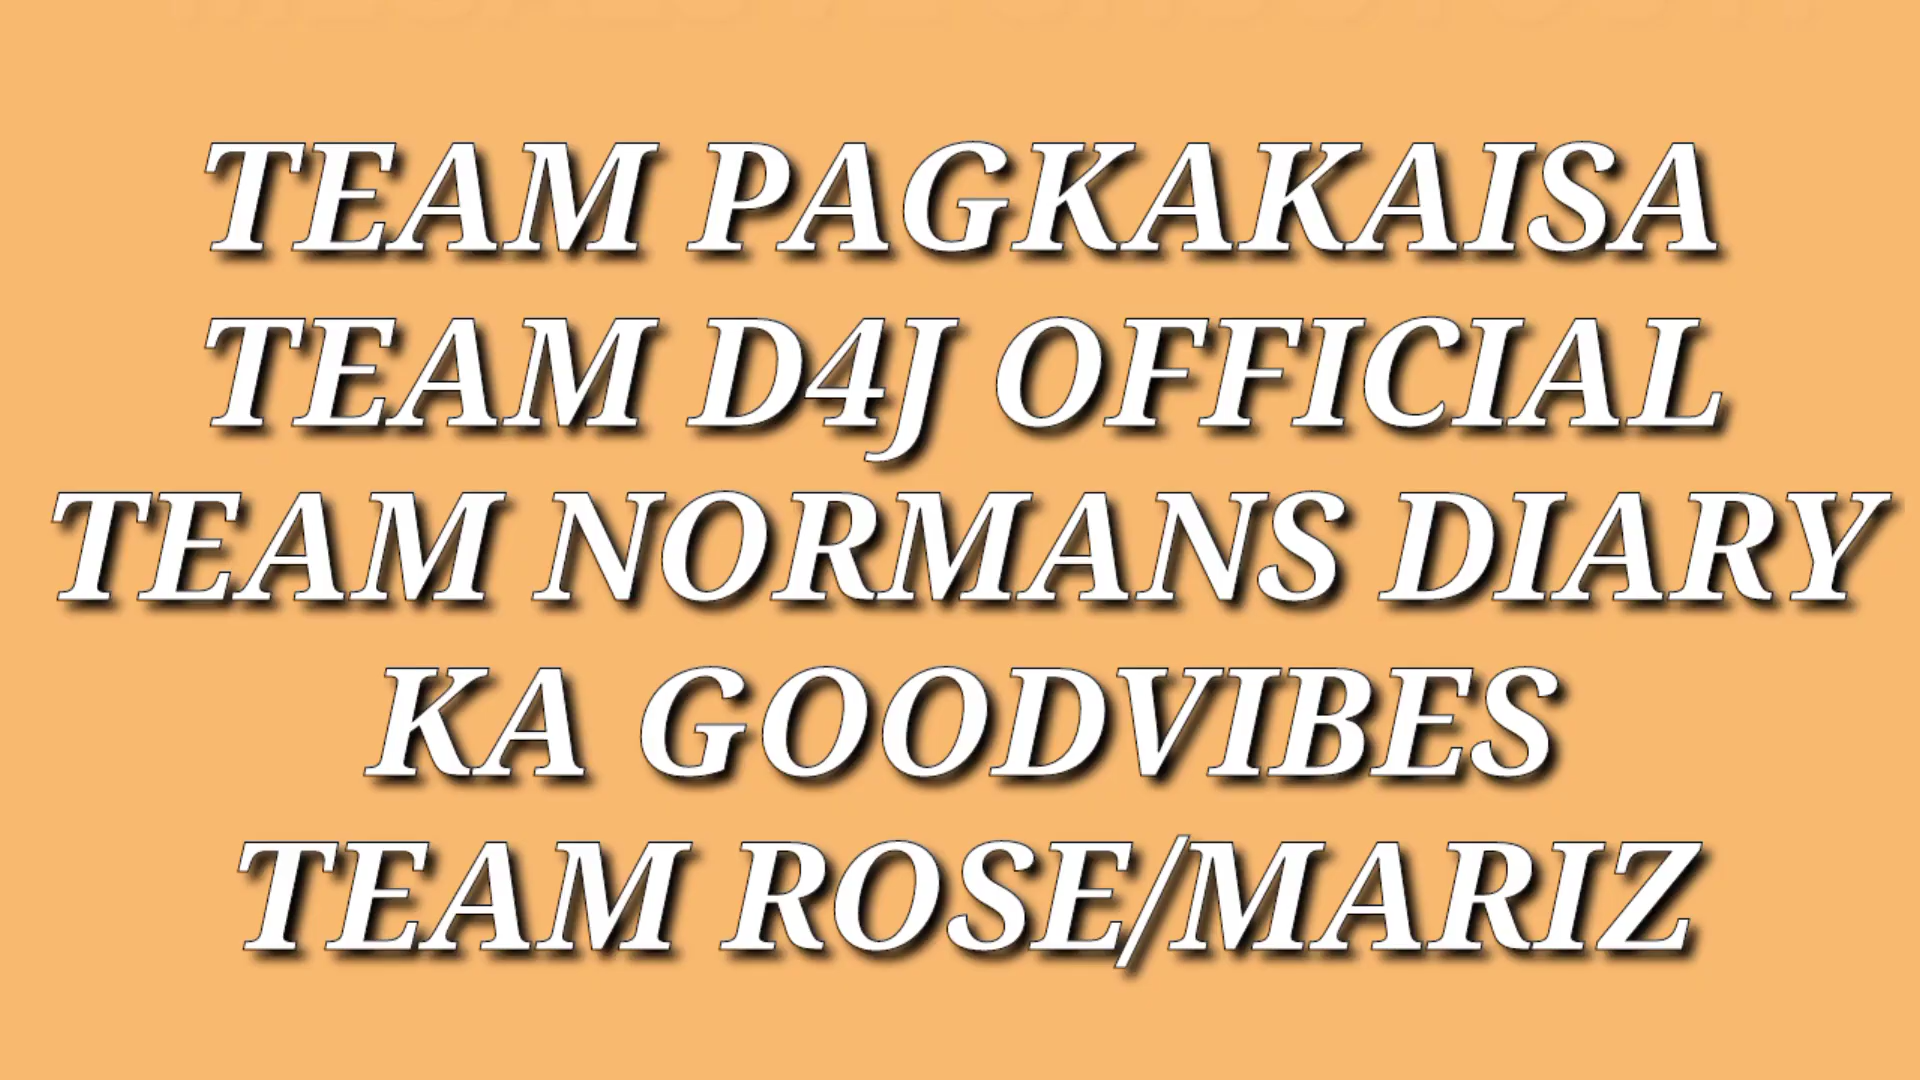 TEAM PAGKAKAISA
TEAM D4J OFFICIAL
TEAM NORMANS DIARY
KA GOODVIBES
TEAM ROSE/MARIZ